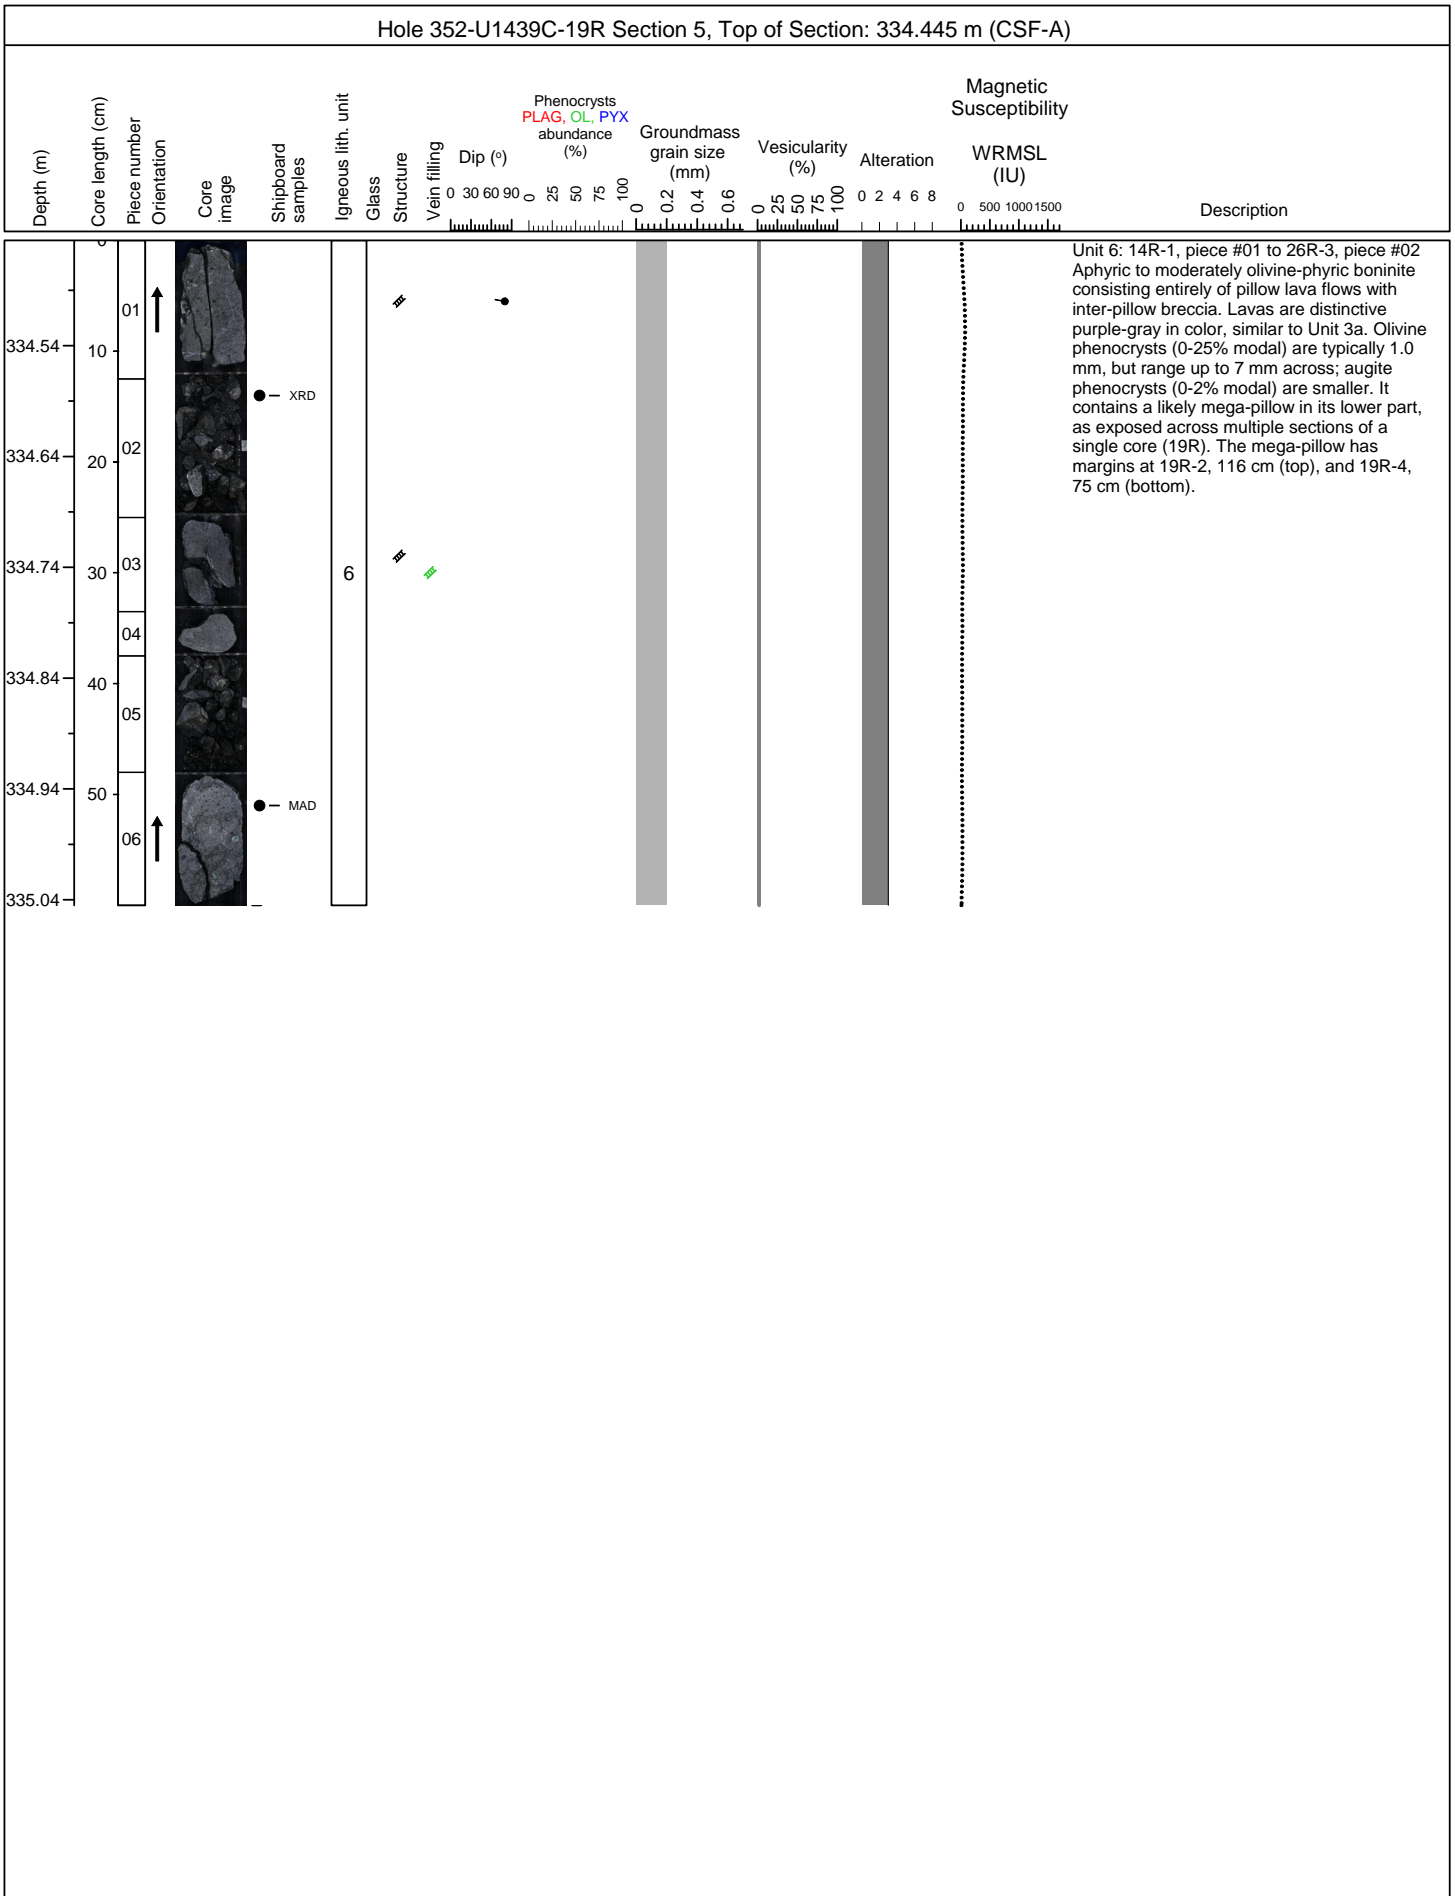 Hole 352-U1439C-19R Section 5, Top of Section: 334.445 m (CSF-A)
Depth (m)
Core length (cm)
Piece number
Orientation
Core
image
Shipboard
samples
Igneous lith. unit
Glass
Structure
Vein filling
Dip (o)
0 30 60 90
Phenocrysts
PLAG, OL, PYX
abundance
(%)
0 25 50 75 100
Groundmass
grain size
(mm)
0 0.2 0.4 0.6
Vesicularity
(%)
0 25 50 75 100
Alteration
0 2 4 6 8
Magnetic
Susceptibility
WRMSL
(IU)
0 500 1000 1500
Description
0
01
334.54
10
XRD
02
334.64
20
334.74
30
03
6
04
334.84
40
05
334.94
50
MAD
06
335.04
Unit 6: 14R-1, piece #01 to 26R-3, piece #02
Aphyric to moderately olivine-phyric boninite
consisting entirely of pillow lava flows with
inter-pillow breccia. Lavas are distinctive
purple-gray in color, similar to Unit 3a. Olivine
phenocrysts (0-25% modal) are typically 1.0
mm, but range up to 7 mm across; augite
phenocrysts (0-2% modal) are smaller. It
contains a likely mega-pillow in its lower part,
as exposed across multiple sections of a
single core (19R). The mega-pillow has
margins at 19R-2, 116 cm (top), and 19R-4,
75 cm (bottom).